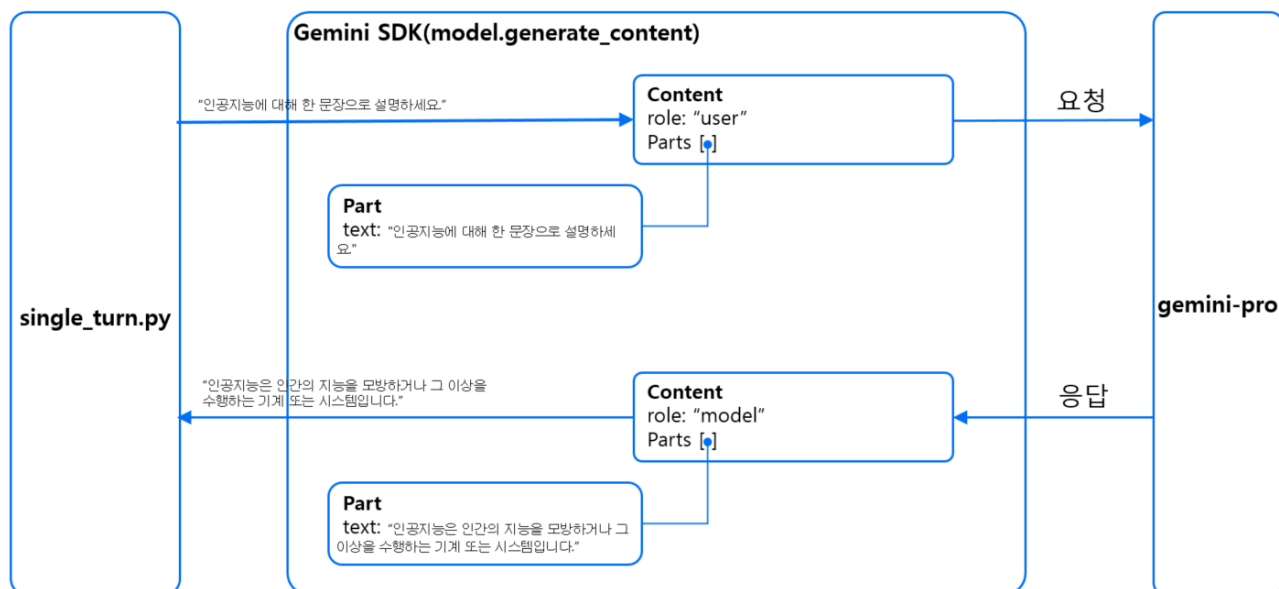 Gemini SDK(model.generate_content)
"인공지능에 대해 한 문장으로 설명하세요."
Content
role: "user"
Parts [ ]
요청
Part
text: "인공지능에 대해 한 문장으로 설명하세
요."
single_turn.py
gemini-pro
"인공지능은 인간의 지능을 모방하거나 그 이상을
수행하는 기계 또는 시스템입니다."
Content
role: "model"
Parts [ ]
응답
Part
text: "인공지능은 인간의 지능을 모방하거나 그
이상을 수행하는 기계 또는 시스템입니다."